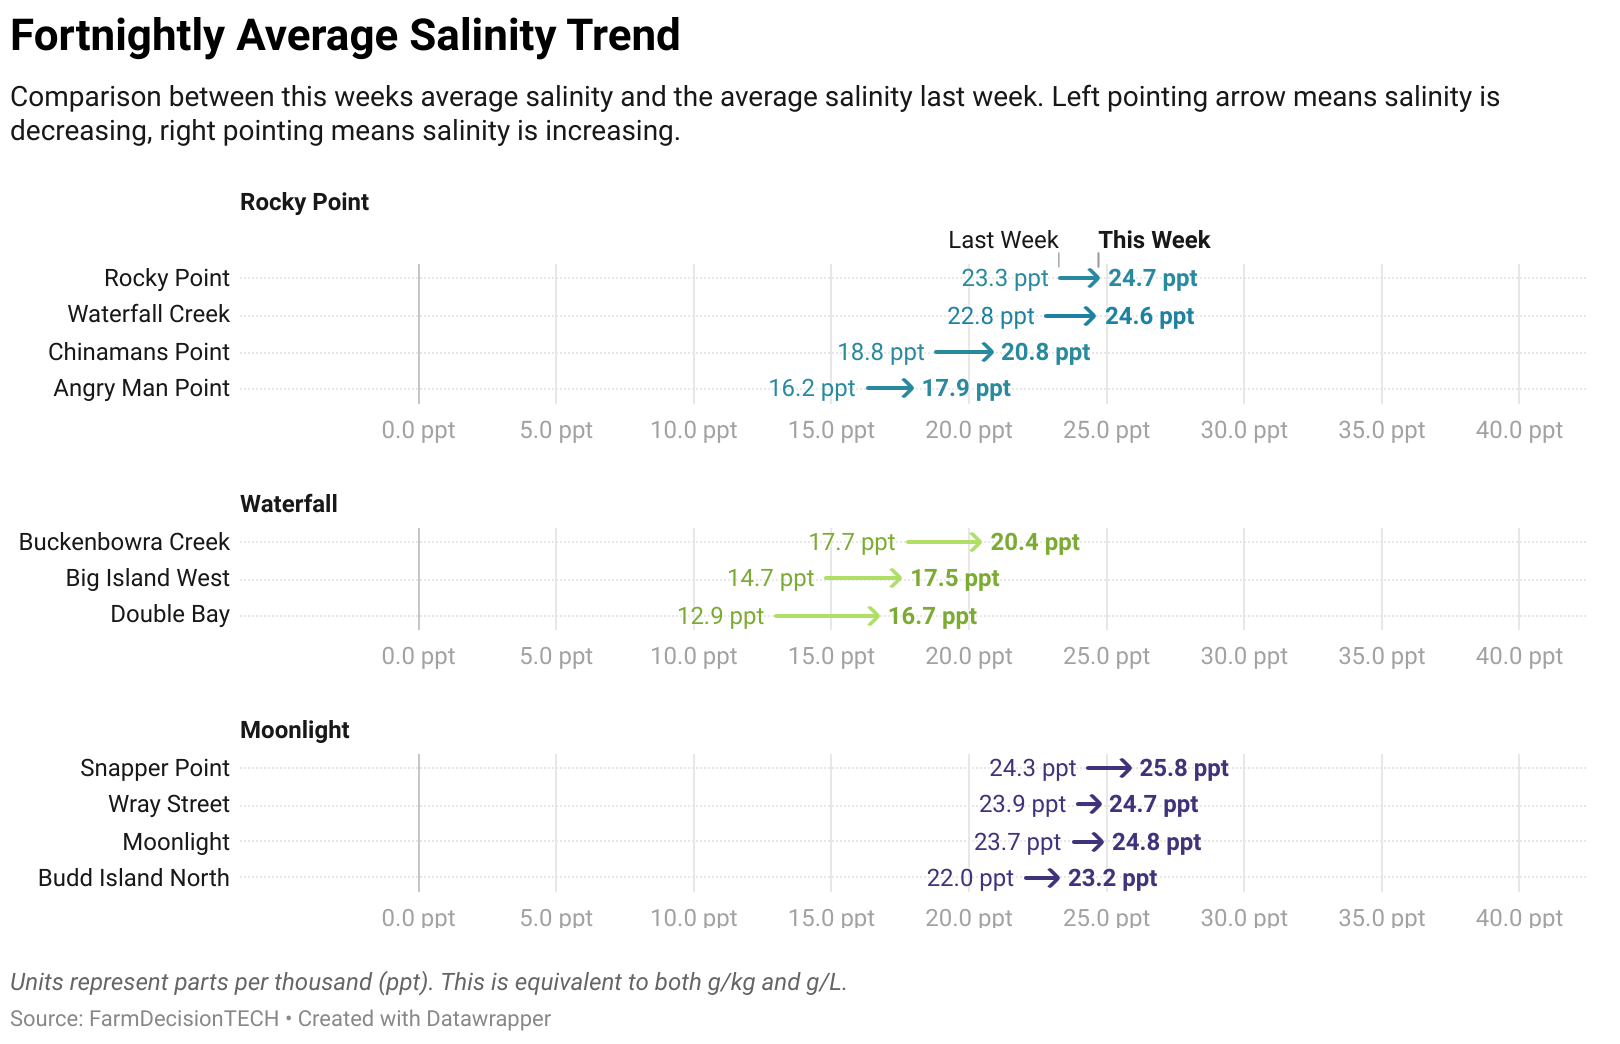 Fortnightly Average Salinity Trend
Comparison between this weeks average salinity and the average salinity last week. Left pointing arrow means salinity is
decreasing, right pointing means salinity is increasing.
Rocky Point
Last Week This Week
Rocky Point 23.3 ppt 24.7 ppt
Waterfall Creek 22.8 ppt 24.6 ppt
Chinamans Point 18.8 ppt 20.8 ppt
Angry Man Point 16.2 ppt 17.9 ppt
0.0 ppt 5.0 ppt 10.0 ppt 15.0 ppt 20.0 ppt 25.0 ppt 30.0 ppt 35.0 ppt 40.0 ppt
Waterfall
Buckenbowra Creek 17.7 ppt 20.4 ppt
Big Island West 14.7 ppt 17.5 ppt
Double Bay 12.9 ppt 16.7 ppt
0.0 ppt 5.0 ppt 10.0 ppt 15.0 ppt 20.0 ppt 25.0 ppt 30.0 ppt 35.0 ppt 40.0 ppt
Moonlight
Snapper Point 24.3 ppt 25.8 ppt
Wray Street 23.9 ppt 24.7 ppt
Moonlight 23.7 ppt 24.8 ppt
Budd Island North 22.0 ppt 23.2 ppt
0.0 ppt 5.0 ppt 10.0 ppt 15.0 ppt 20.0 ppt 25.0 ppt 30.0 ppt 35.0 ppt 40.0 ppt
Units represent parts per thousand (ppt). This is equivalent to both g/kg and g/L.
Source: FarmDecisionTECH • Created with Datawrapper